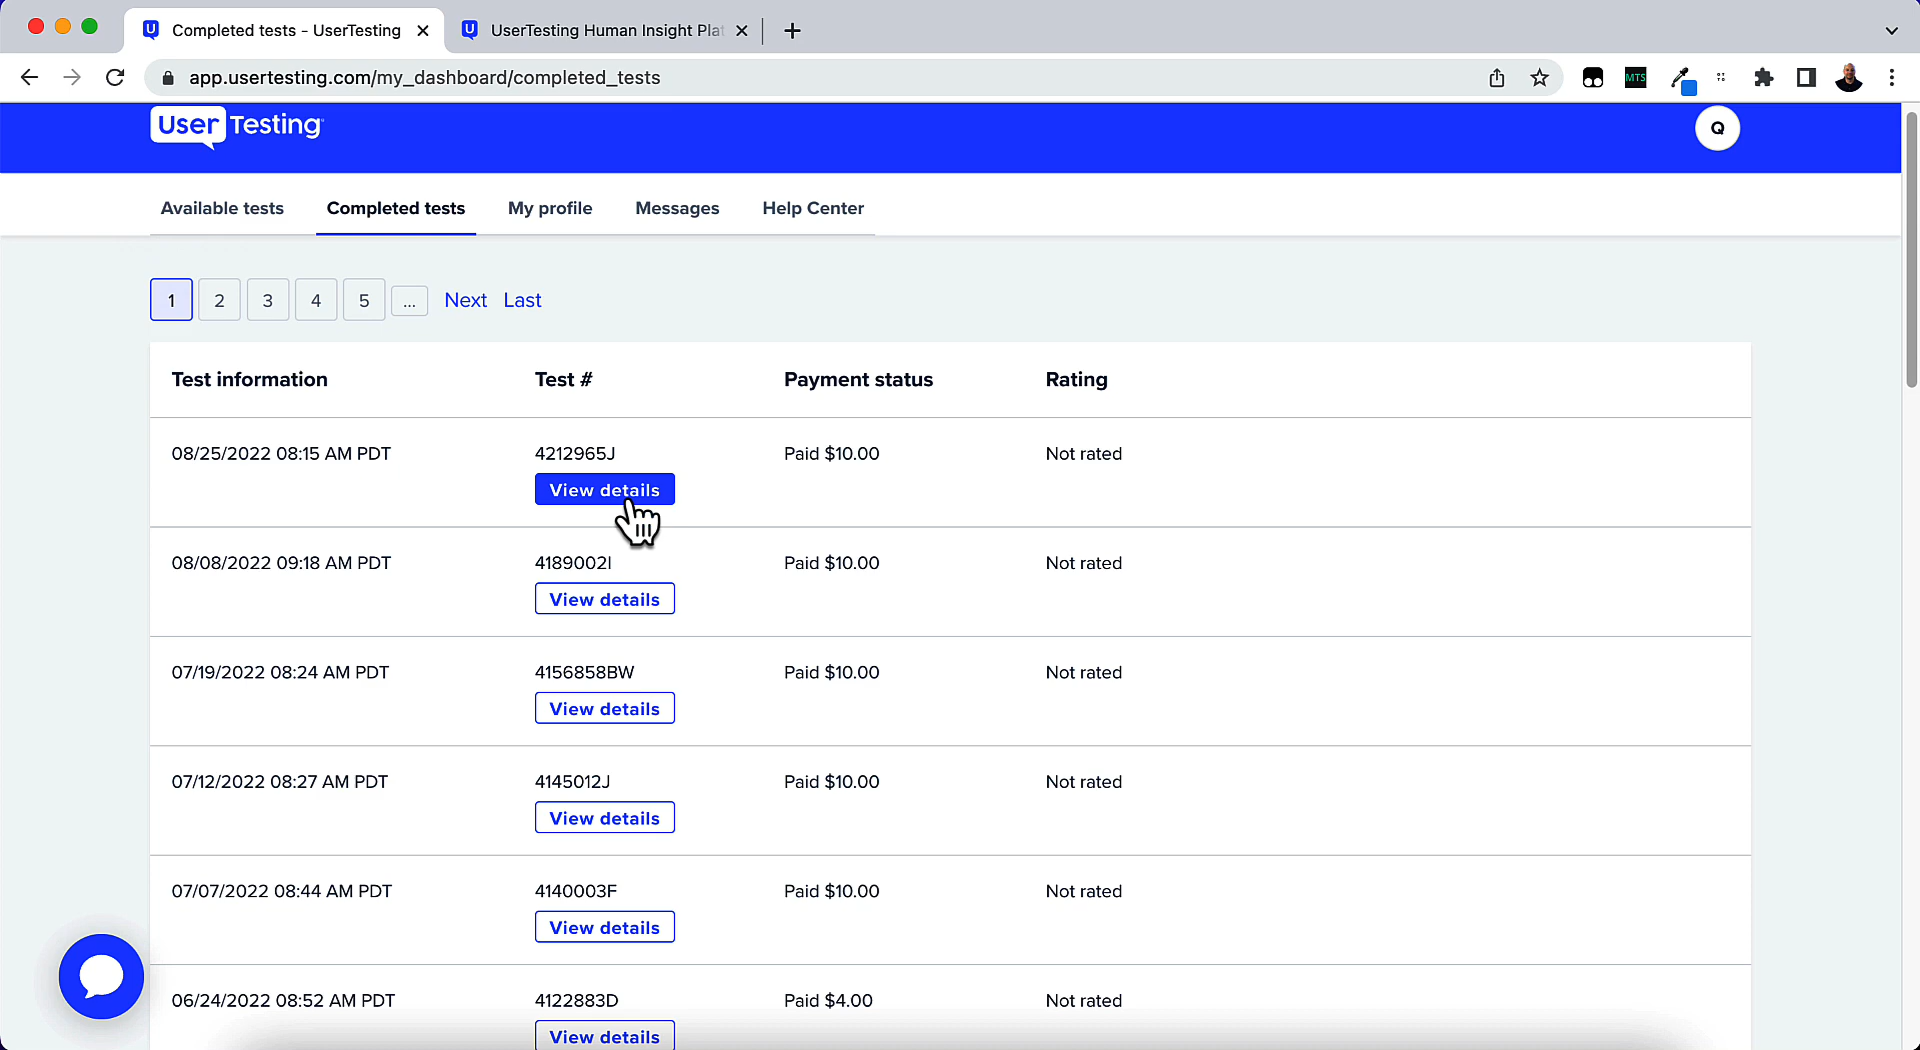 Completed tests - UserTesting
UserTesting Human Insight Plat
app.usertesting.com/my_dashboard/completed_tests
MTS
User Testing
Q
Available tests
Completed tests
My profile
Messages
Help Center
1 2 3 4 5 ... Next Last
Test information Test # Payment status Rating
08/25/2022 08:15 AM PDT 4212965J Paid $10.00 Not rated
View details
08/08/2022 09:18 AM PDT 4189002I Paid $10.00 Not rated
View details
07/19/2022 08:24 AM PDT 4156858BW Paid $10.00 Not rated
View details
07/12/2022 08:27 AM PDT 4145012J Paid $10.00 Not rated
View details
07/07/2022 08:44 AM PDT 4140003F Paid $10.00 Not rated
View details
06/24/2022 08:52 AM PDT 4122883D Paid $4.00 Not rated
View details